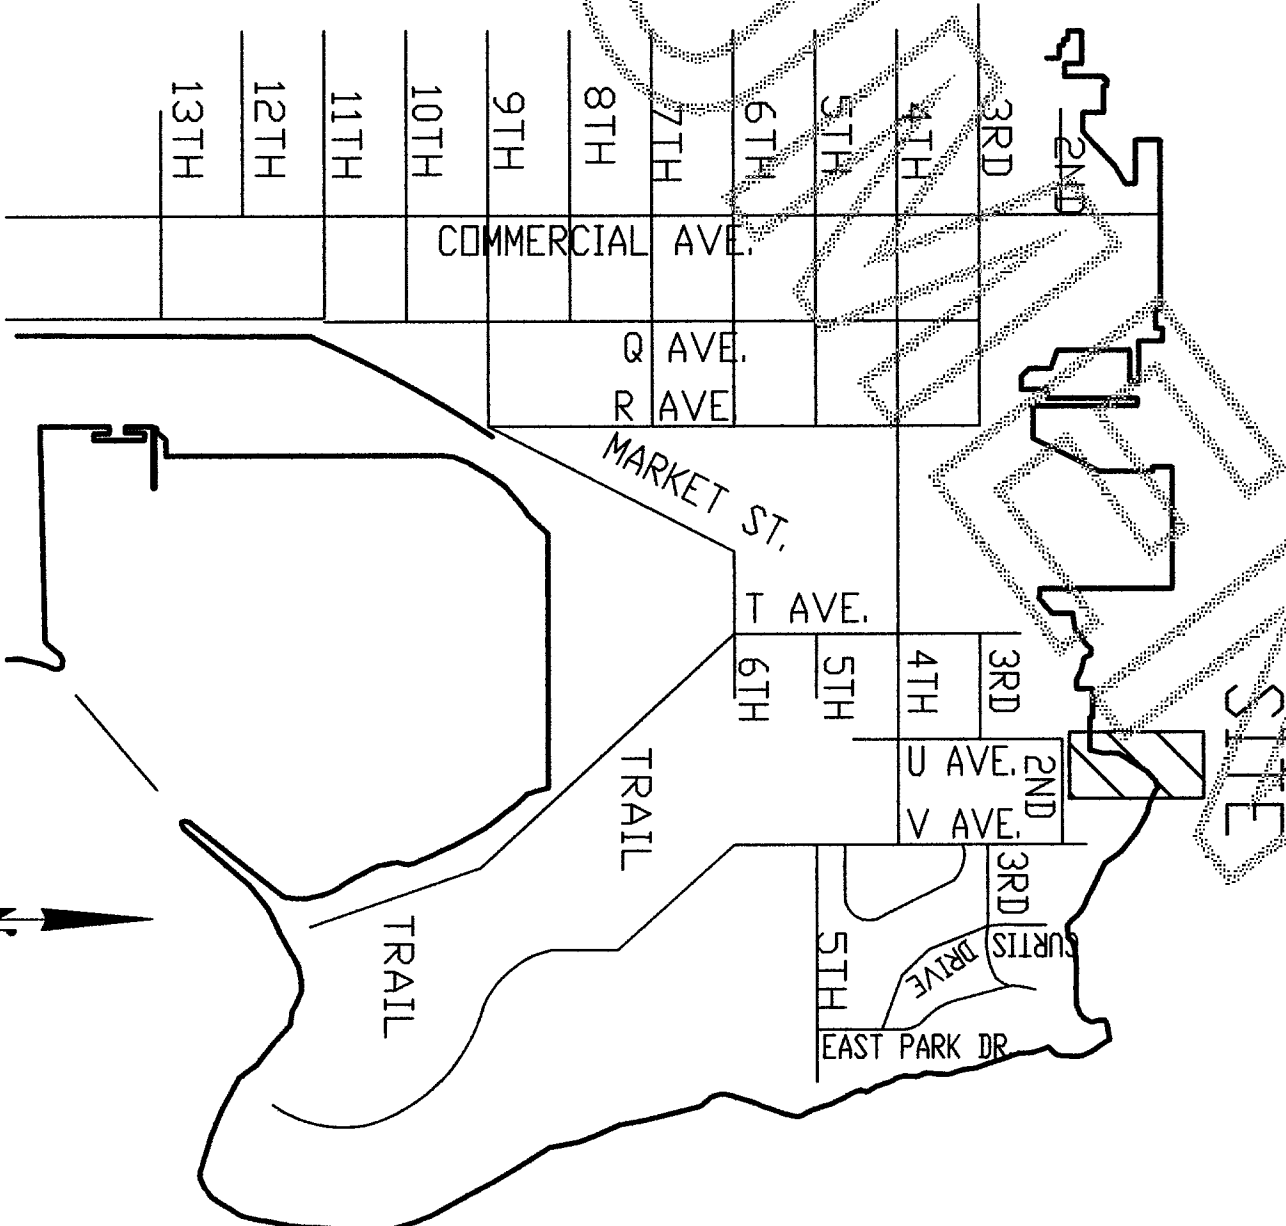 13TH
12TH
11TH
10TH
9TH
8TH
7TH
6TH
5TH
4TH
3RD
2ND
COMMERCIAL AVE.
Q AVE.
R AVE
MARKET ST.
T AVE.
6TH
5TH
4TH
3RD
SITE
U AVE.
2ND
V AVE.
TRAIL
3RD
CURTIS
DRIVE
5TH
TRAIL
EAST PARK DR.